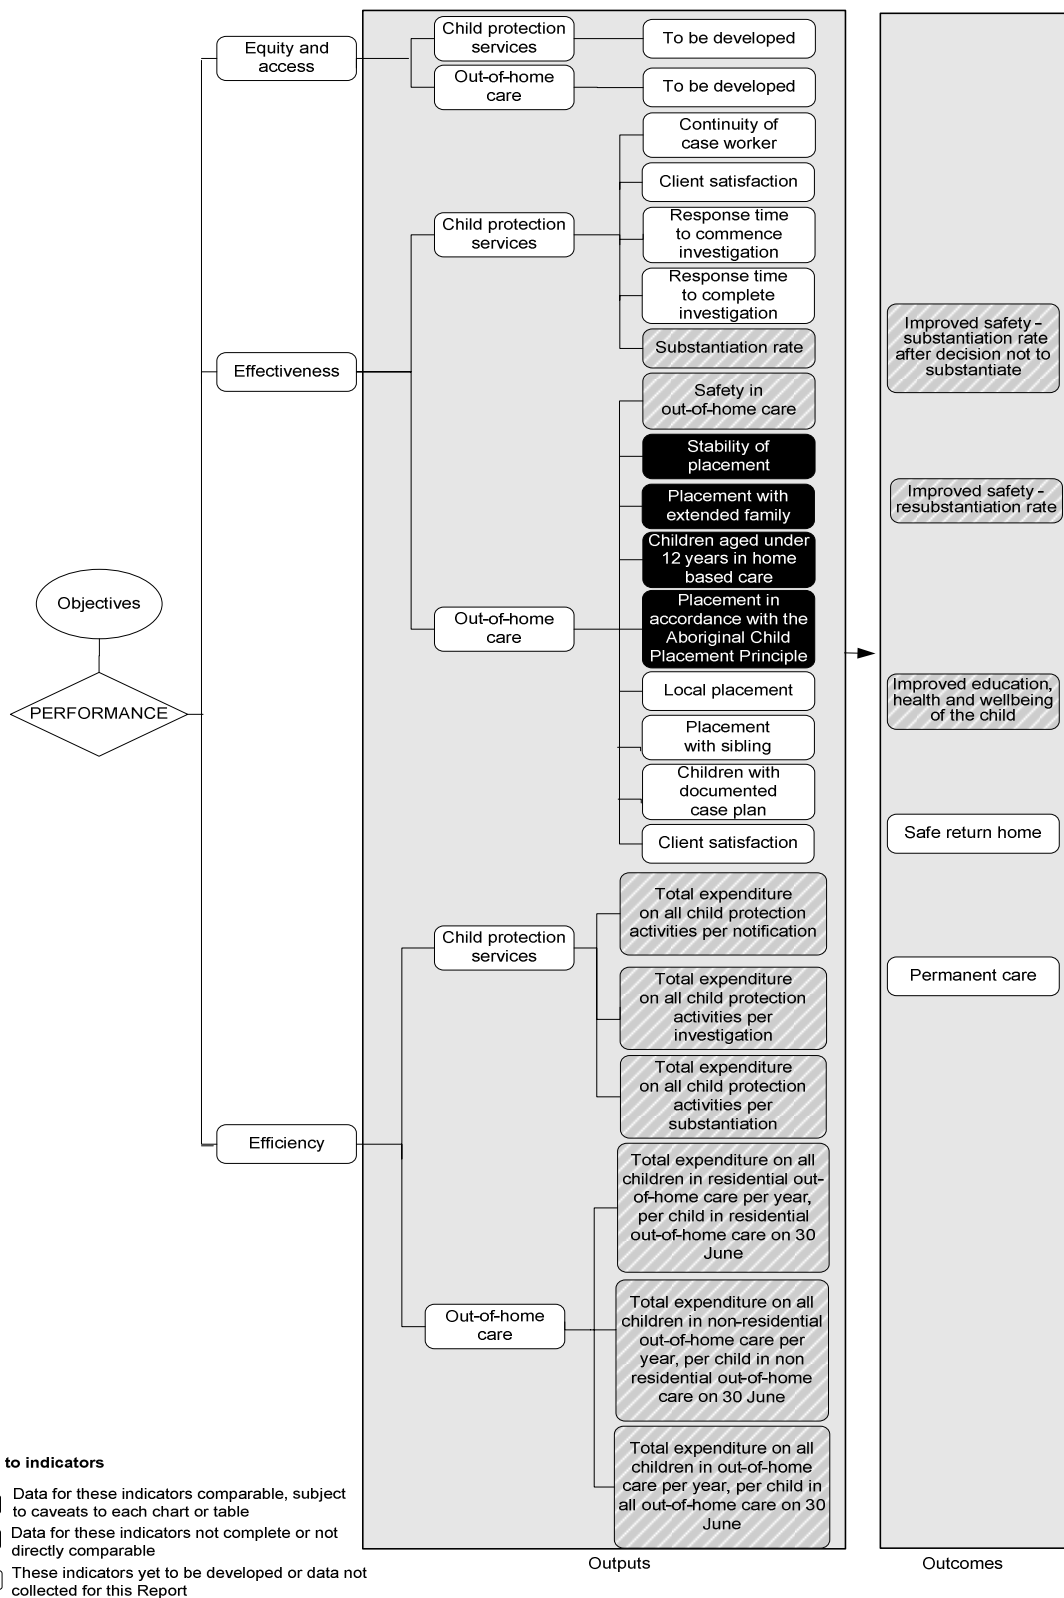 Objectives
PERFORMANCE
Equity and
access
Child protection
services
To be developed
Out-of-home
care
To be developed
Effectiveness
Child protection
services
Continuity of
case worker
Client satisfaction
Response time
to commence
investigation
Response time
to complete
investigation
Substantiation rate
Out-of-home
care
Safety in
out-of-home care
Stability of
placement
Placement with
extended family
Children aged under
12 years in home
based care
Placement in
accordance with the
Aboriginal Child
Placement Principle
Local placement
Placement
with sibling
Children with
documented
case plan
Client satisfaction
Efficiency
Child protection
services
Total expenditure
on all child protection
activities per notification
Total expenditure
on all child protection
activities per
investigation
Total expenditure
on all child protection
activities per
substantiation
Out-of-home
care
Total expenditure on all
children in residential out-
of-home care per year,
per child in residential
out-of-home care on 30
June
Total expenditure on all
children in non-residential
out-of-home care per
year, per child in non
residential out-of-home
care on 30 June
Total expenditure on all
children in out-of-home
care per year, per child in
all out-of-home care on 30
June
Outputs
Improved safety –
substantiation rate
after decision not to
substantiate
Improved safety -
resubstantiation rate
Improved education,
health and wellbeing
of the child
Safe return home
Permanent care
Outcomes
to indicators
Data for these indicators comparable, subject
to caveats to each chart or table
Data for these indicators not complete or not
directly comparable
These indicators yet to be developed or data not
collected for this Report